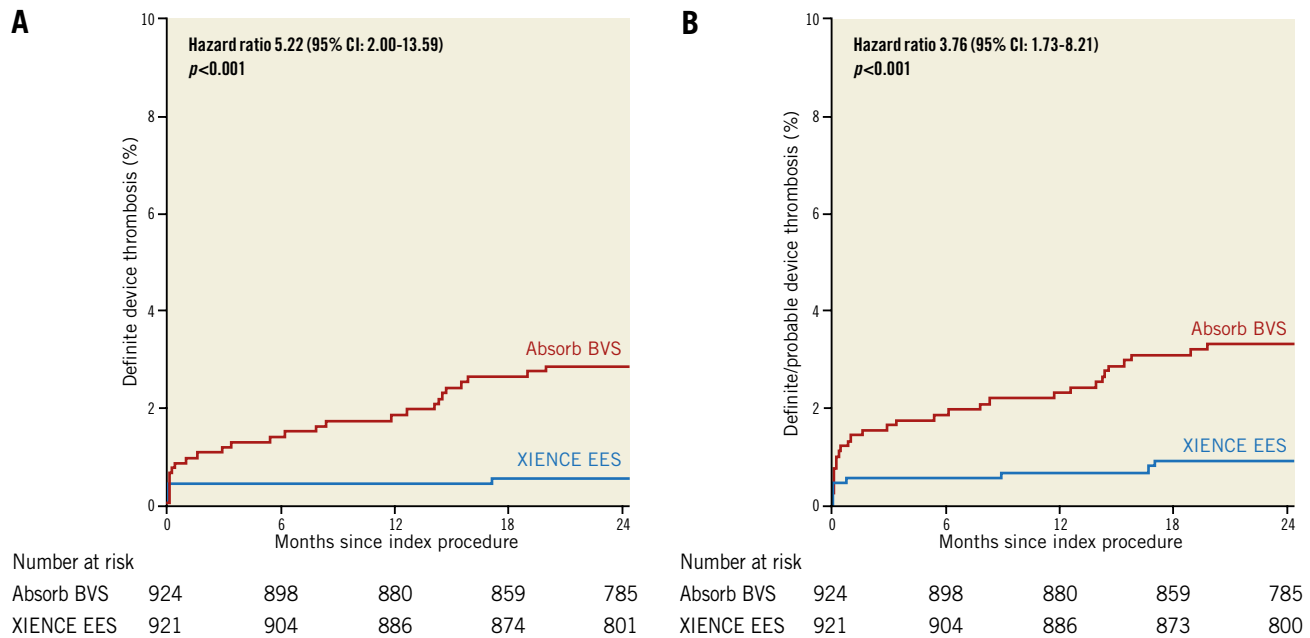 A
Hazard ratio 5.22 (95% CI: 2.00-13.59)
p<0.001
Definite device thrombosis (%)
10
8
6
4
2
0
Absorb BVS
XIENCE EES
0 6 12 18 24
Months since index procedure
Number at risk
Absorb BVS 924 898 880 859 785
XIENCE EES 921 904 886 874 801
B
Hazard ratio 3.76 (95% CI: 1.73-8.21)
p<0.001
Definite/probable device thrombosis (%)
10
8
6
4
2
0
Absorb BVS
XIENCE EES
0 6 12 18 24
Months since index procedure
Number at risk
Absorb BVS 924 898 880 859 785
XIENCE EES 921 904 886 873 800